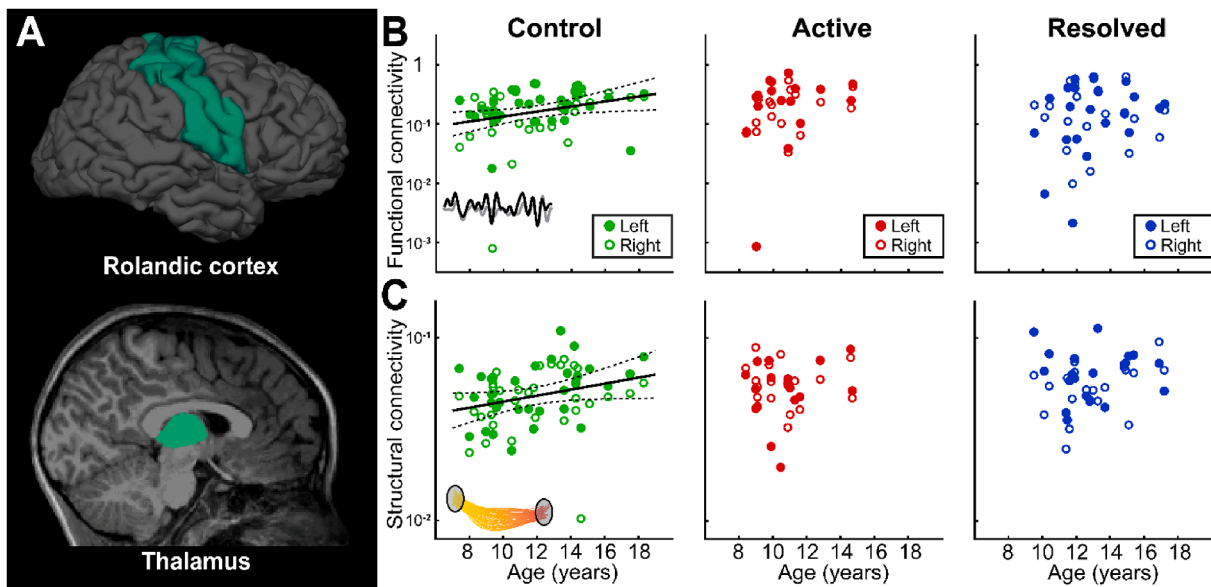 A
Rolandic cortex
Thalamus
B
Control
Active
Resolved
Functional connectivity
1
10-1
10-2
10-3
Left
Right
Left
Right
Left
Right
C
Structural connectivity
10-1
10-2
8 10 12 14 16 18
Age (years)
8 10 12 14 16 18
Age (years)
10 12 14 16 18
Age (years)